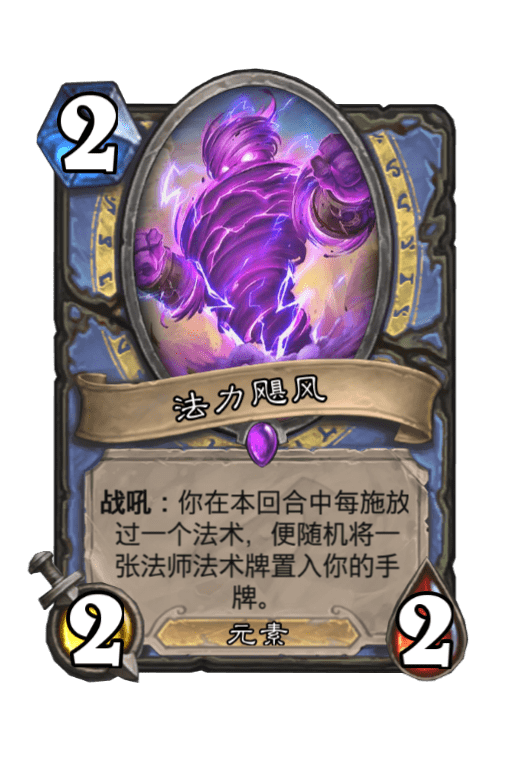 2
法力飓风
战吼：你在本回合中每施放
过一个法术，便随机将一
张法师法术牌置入你的手
牌。
元素
2
2